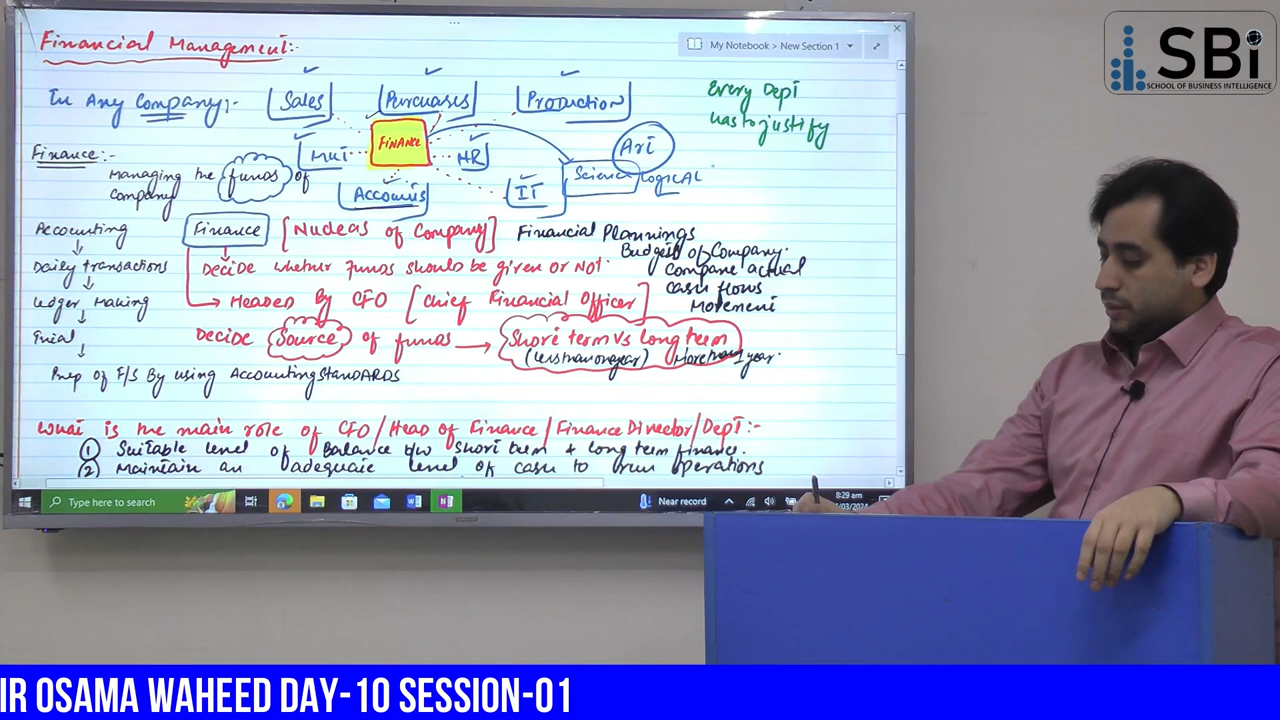 Financial Management:-
My Notebook > New Section 1
SBi
SCHOOL OF BUSINESS INTELLIGENCE
In Any Company:- Sales Purchases Production
Every Dept
has to justify
FINANCE
MKT HR
Art
Science LOGICAL
Finance:-
Managing the funds of
company
Accounts IT
Accounting
Finance [Nucleas of Company] Financial Plannings
Budgets of Company.
Daily transactions
Decide whether funds should be given or Not.
Compare actual
cash flows
Movement
Ledger Making
Headed By CFO [Chief Financial Officer]
Trial
Decide Source of funds Short term Vs long term
(less than one year) More than 1 year.
Prep of F/S By using Accounting STANDARDS
What is the main role of CFO/Head of Finance/Finance Director/Dept:-
① Suitable level of Balance b/w short term + long term finance.
② Maintain an adequate level of cash to run operations
Type here to search
Near record
8:29 am
/03/2024
IR OSAMA WAHEED DAY-10 SESSION-01